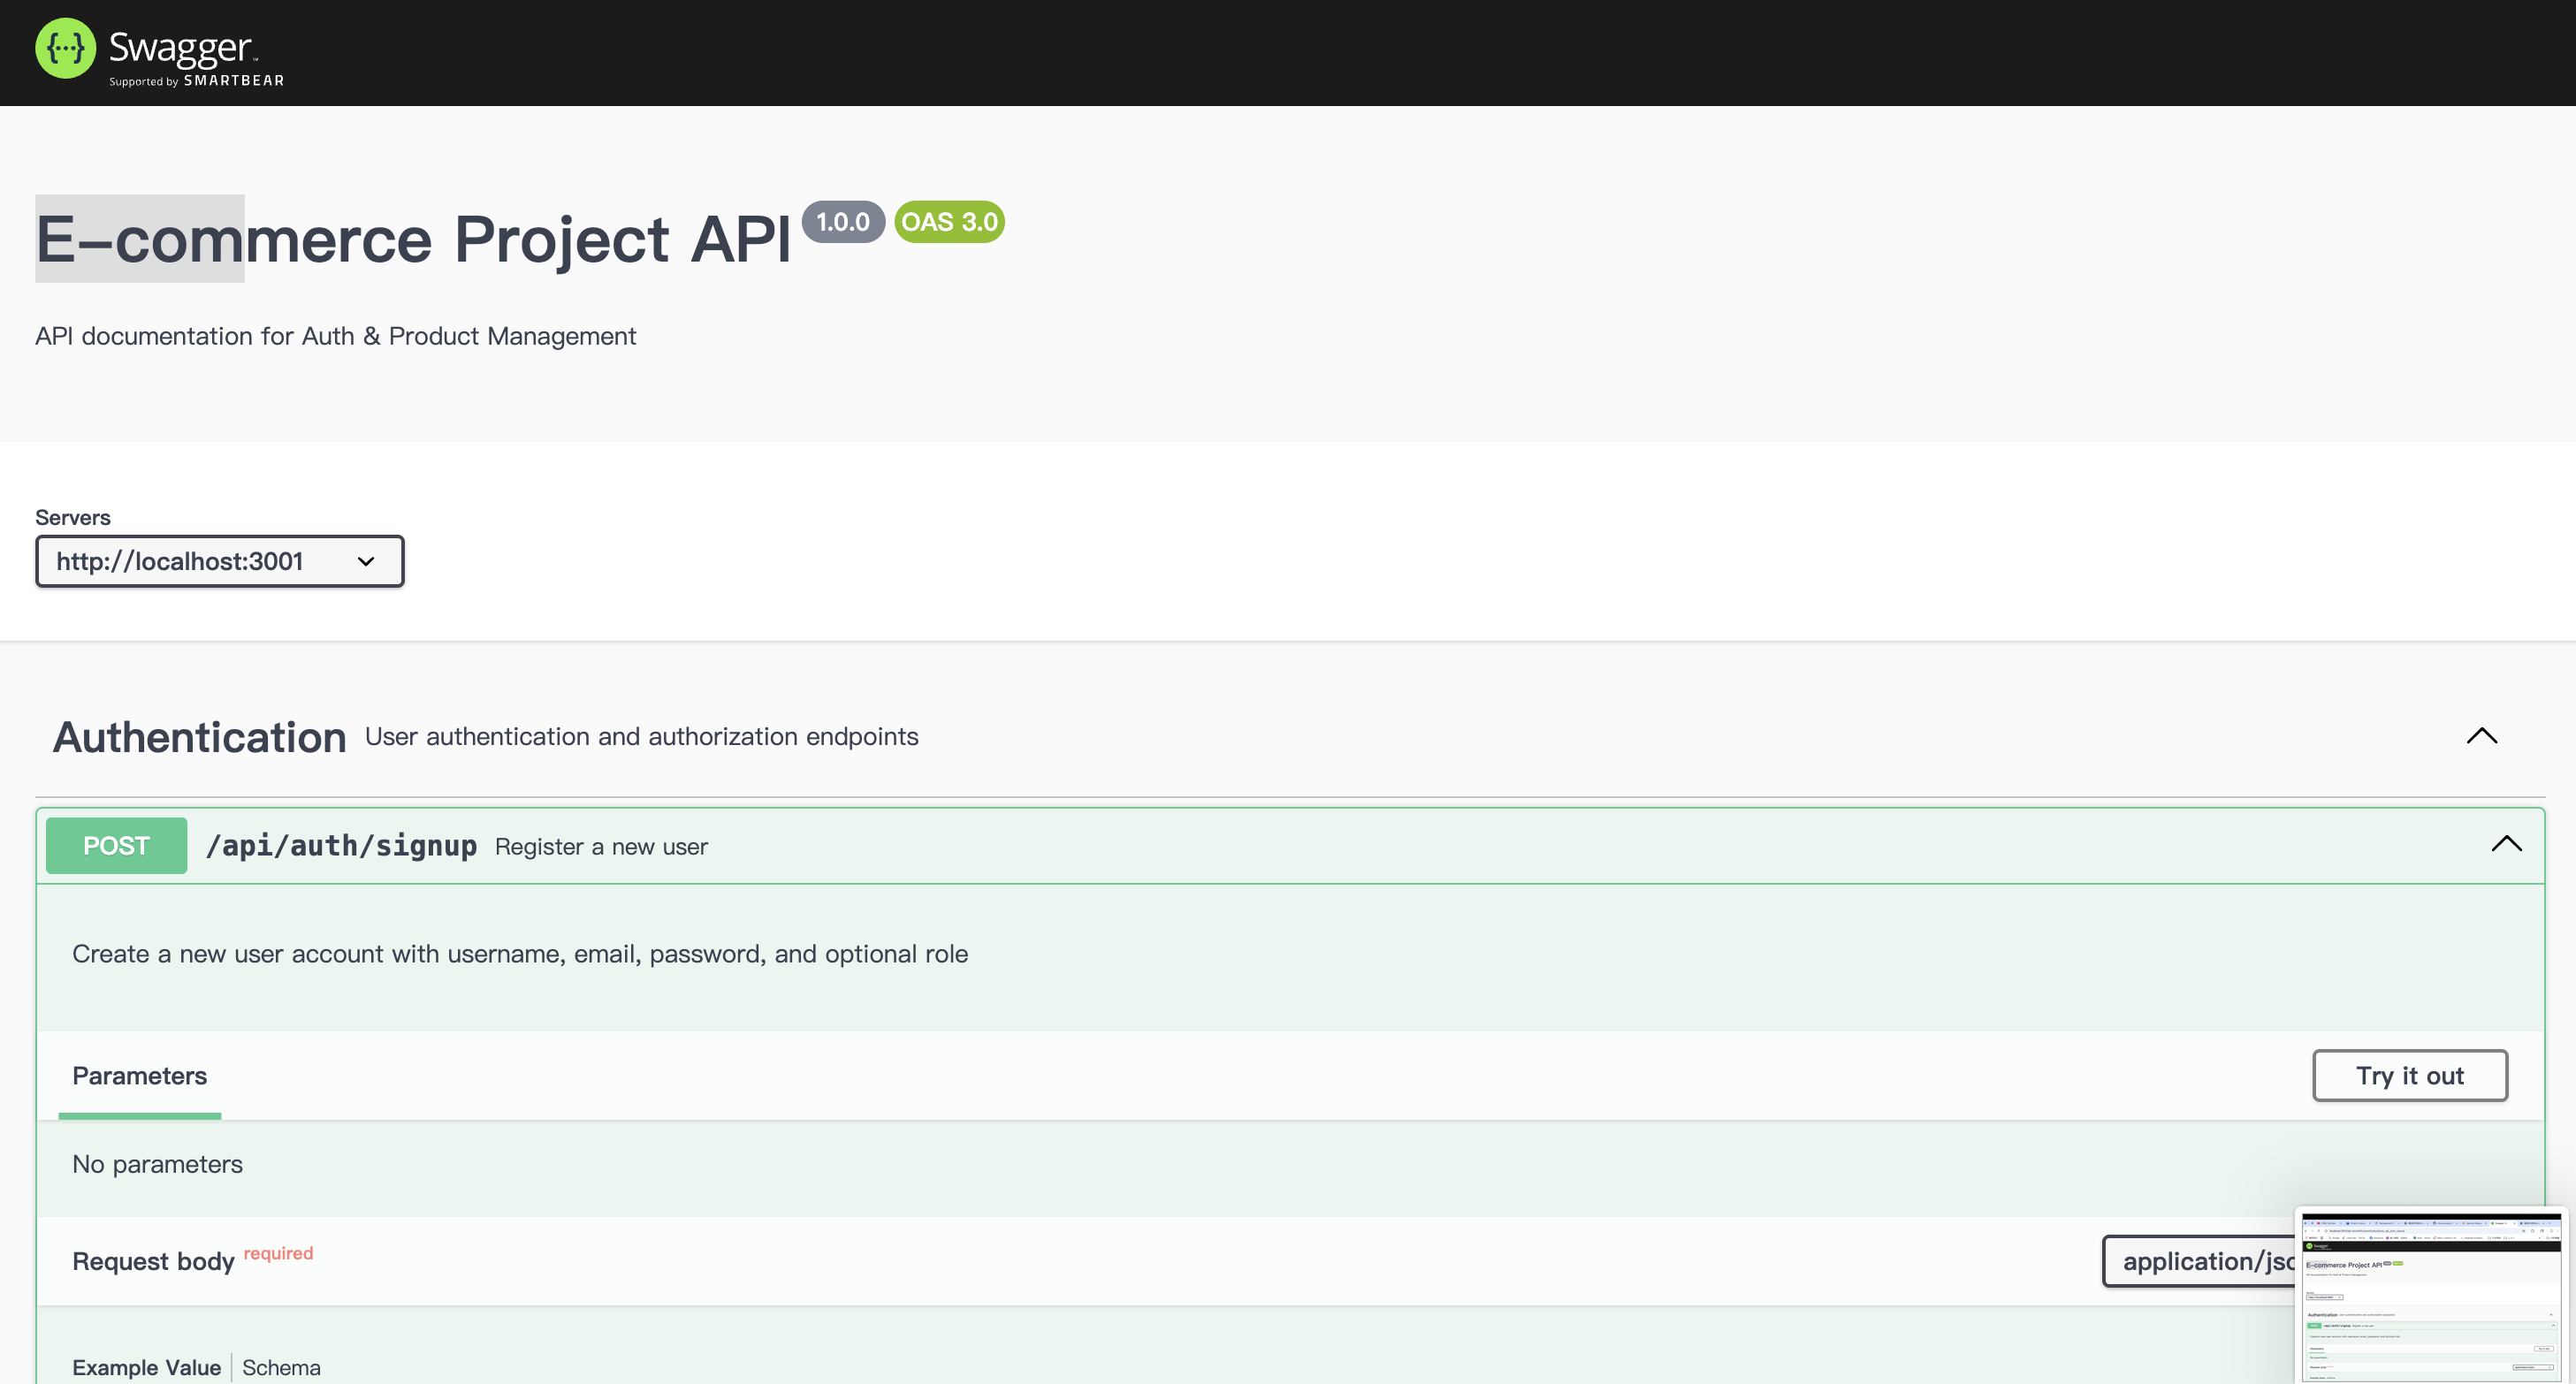 Swagger
Supported by SMARTBEAR
E-commerce Project API 1.0.0 OAS 3.0
API documentation for Auth & Product Management
Servers
http://localhost:3001
Authentication User authentication and authorization endpoints
POST /api/auth/signup Register a new user
Create a new user account with username, email, password, and optional role
Parameters Try it out
No parameters
Request body required application/jso
Example Value Schema